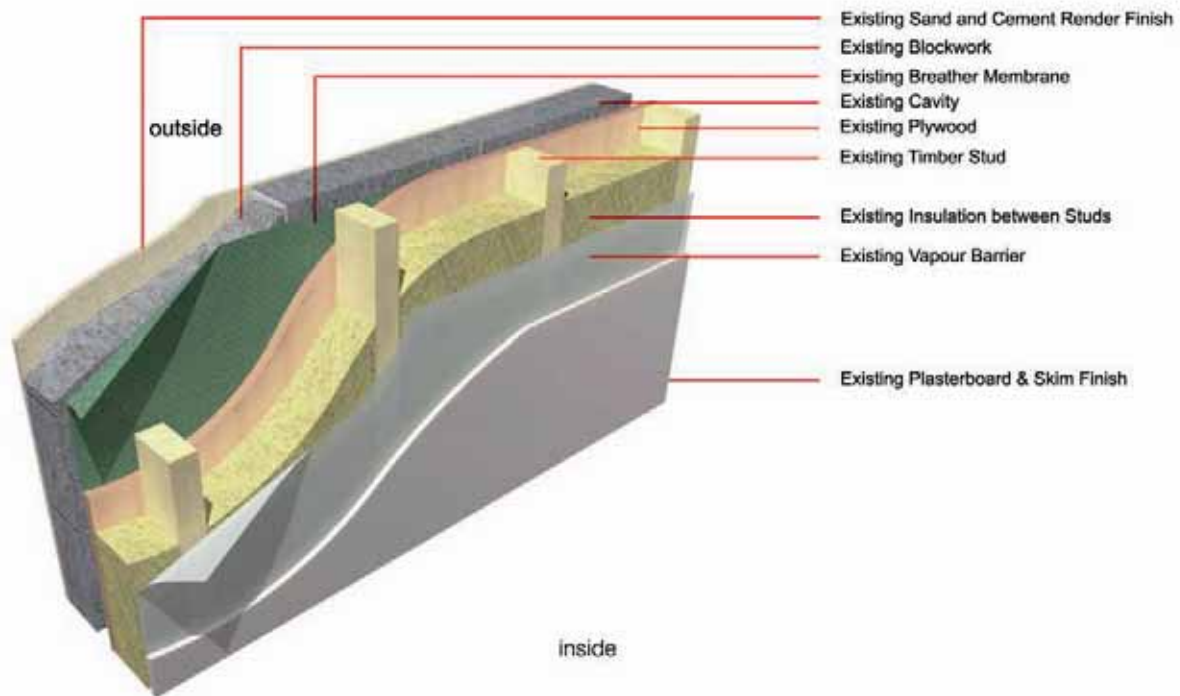 Existing Sand and Cement Render Finish
Existing Blockwork
Existing Breather Membrane
outside
Existing Cavity
Existing Plywood
Existing Timber Stud
Existing Insulation between Studs
Existing Vapour Barrier
Existing Plasterboard & Skim Finish
inside